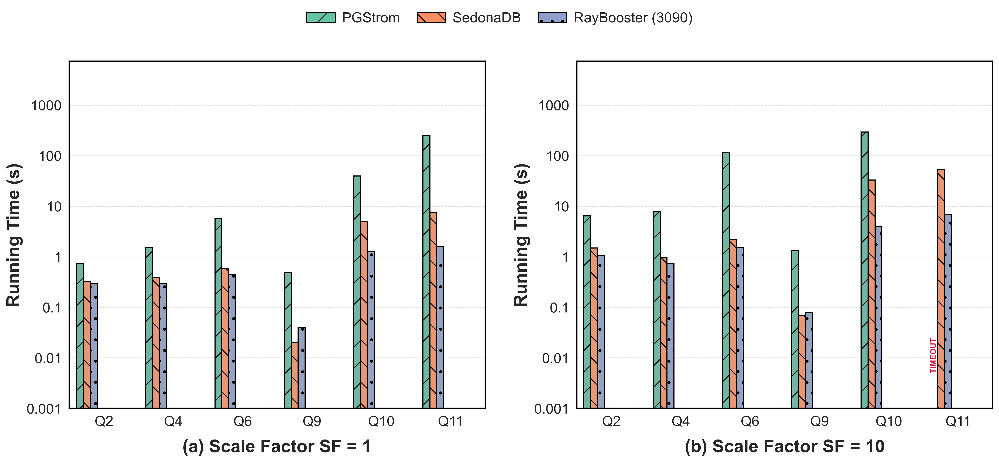 PGStrom SedonaDB RayBooster (3090)
Running Time (s)
1000
100
10
1
0.1
0.01
0.001
Q2 Q4 Q6 Q9 Q10 Q11
(a) Scale Factor SF = 1
Running Time (s)
1000
100
10
1
0.1
0.01
0.001
TIMEOUT
Q2 Q4 Q6 Q9 Q10 Q11
(b) Scale Factor SF = 10